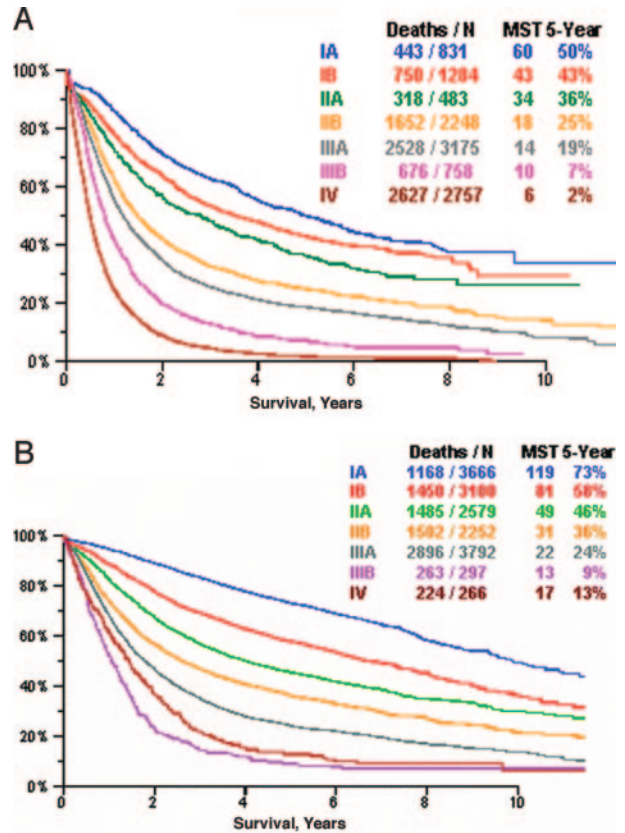 A
Deaths / N MST 5-Year
IA 443 / 831 60 50%
IB 750 / 1284 43 43%
IIA 318 / 483 34 36%
IIB 1652 / 2248 18 25%
IIIA 2528 / 3175 14 19%
IIIB 676 / 758 10 7%
IV 2627 / 2757 6 2%
100%
80%
60%
40%
20%
0%
0 2 4 6 8 10
Survival, Years
B
Deaths / N MST 5-Year
IA 1168 / 3666 119 73%
IB 1450 / 3100 81 58%
IIA 1485 / 2579 49 46%
IIB 1502 / 2252 31 36%
IIIA 2896 / 3792 22 24%
IIIB 263 / 297 13 9%
IV 224 / 266 17 13%
100%
80%
60%
40%
20%
0%
0 2 4 6 8 10
Survival, Years